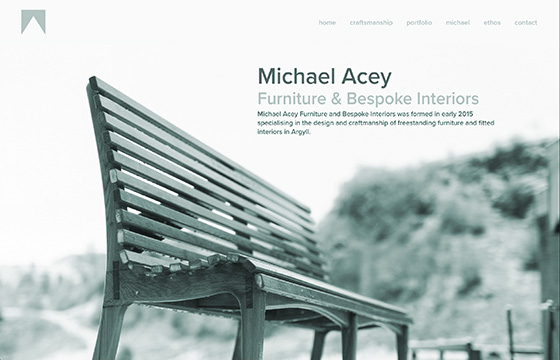 home craftsmanship portfolio michael ethos contact
Michael Acey
Furniture & Bespoke Interiors
Michael Acey Furniture and Bespoke Interiors was formed in early 2015
specialising in the design and craftmanship of freestanding furniture and fitted
interiors in Argyll.